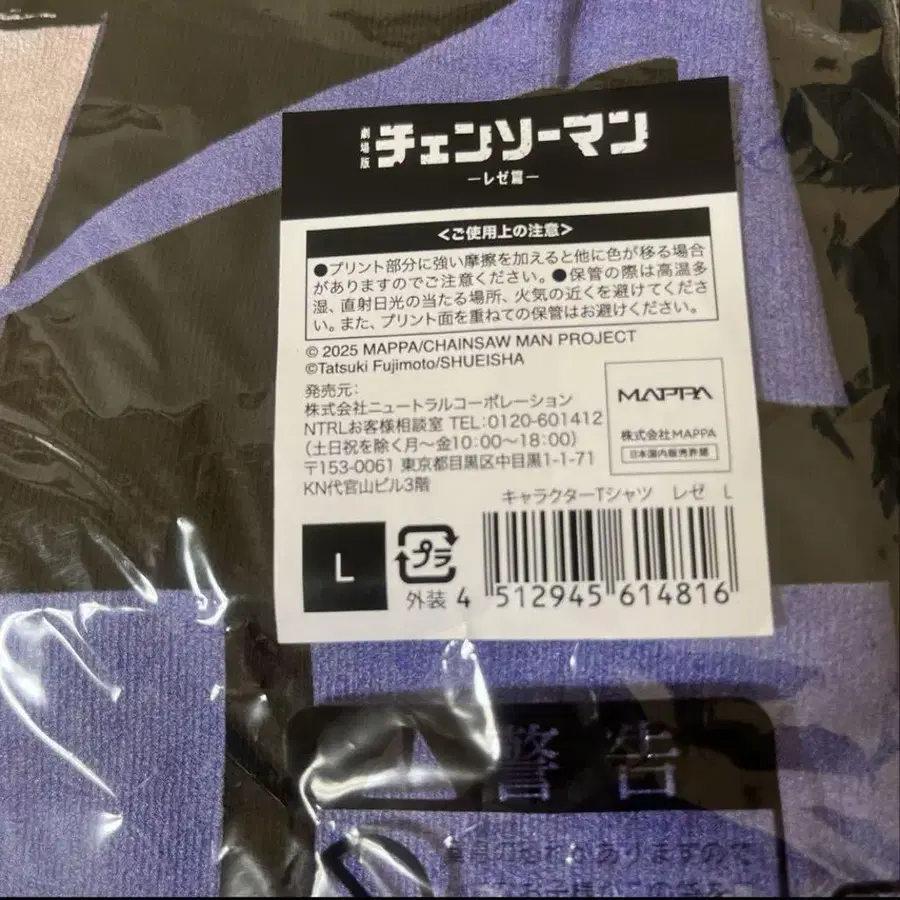 劇場版 チェンソーマン
—レゼ篇—
<ご使用上の注意>
●プリント部分に強い摩擦を加えると他に色が移る場合
がありますのでご注意ください。●保管の際は高温多
湿、直射日光の当たる場所、火気の近くを避けてくださ
い。また、プリント面を重ねての保管はお避けください。
© 2025 MAPPA/CHAINSAW MAN PROJECT
©Tatsuki Fujimoto/SHUEISHA
発売元:
株式会社ニュートラルコーポレーション
NTRLお客様相談室 TEL:0120-601412
(土日祝を除く月〜金10:00〜18:00)
〒153-0061 東京都目黒区中目黒1-1-71
KN代官山ビル3階
MAPPA
株式会社MAPPA
日本国内販売許諾
キャラクターTシャツ レゼ L
L
プラ
外装
4 512945 614816
警告